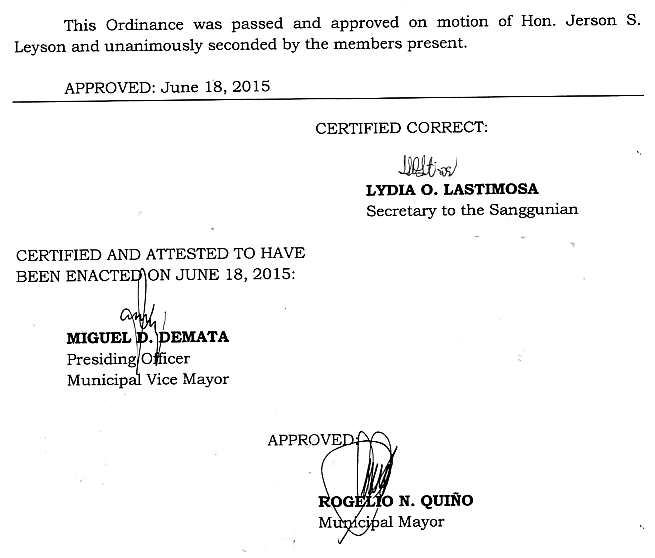 This Ordinance was passed and approved on motion of Hon. Jerson S.
Leyson and unanimously seconded by the members present.
APPROVED: June 18, 2015
CERTIFIED CORRECT:
LYDIA O. LASTIMOSA
Secretary to the Sanggunian
CERTIFIED AND ATTESTED TO HAVE
BEEN ENACTED ON JUNE 18, 2015:
MIGUEL D. DEMATA
Presiding Officer
Municipal Vice Mayor
APPROVED:
ROGELIO N. QUIÑO
Municipal Mayor